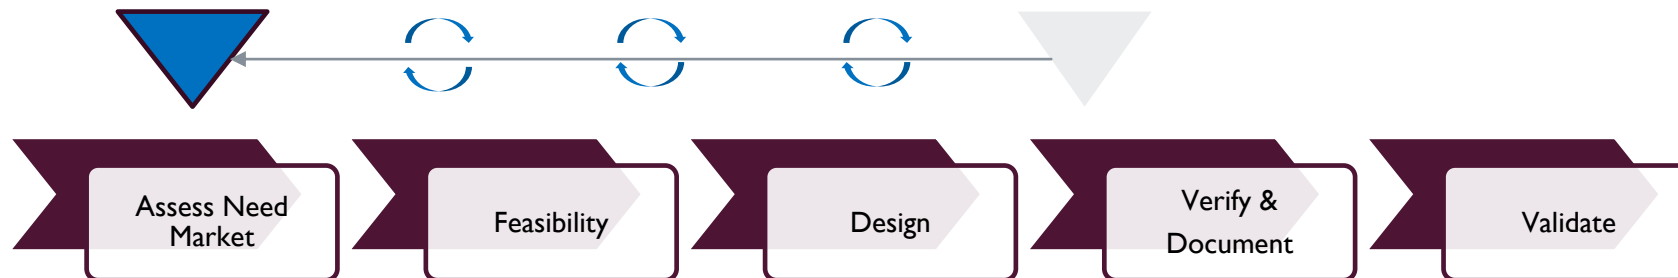 Assess Need
Market
Feasibility
Design
Verify &
Document
Validate